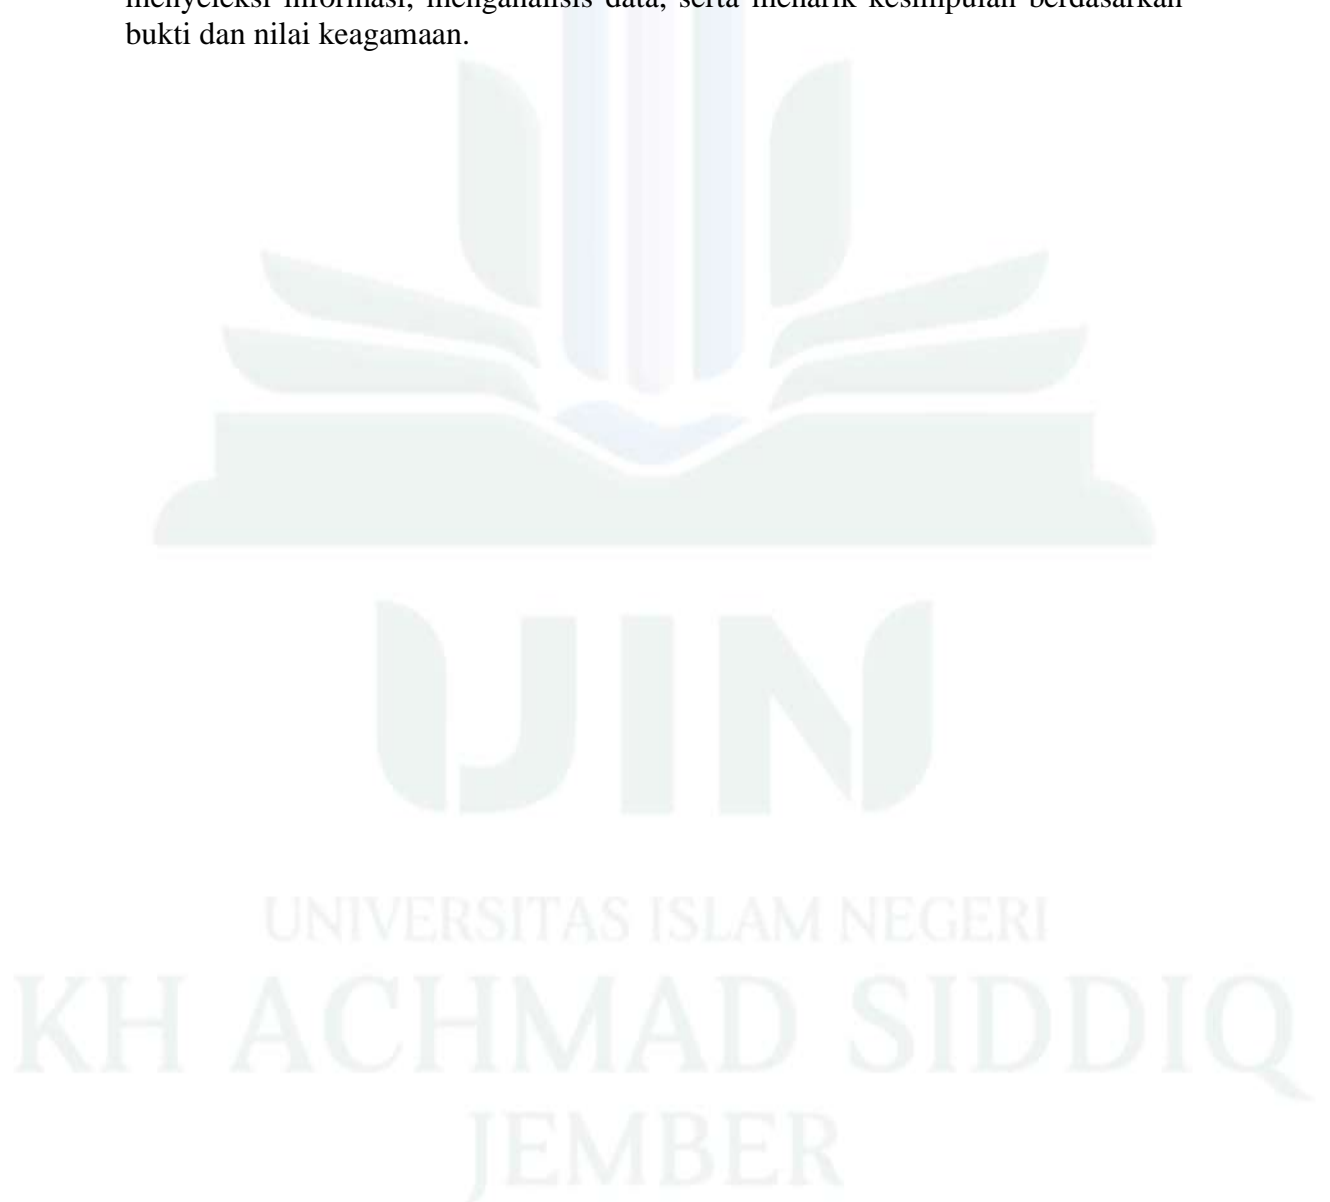 menyeleksi informasi, menganalisis data, serta menarik kesimpulan berdasarkan
bukti dan nilai keagamaan.
UIN
UNIVERSITAS ISLAM NEGERI
KH ACHMAD SIDDIQ
JEMBER